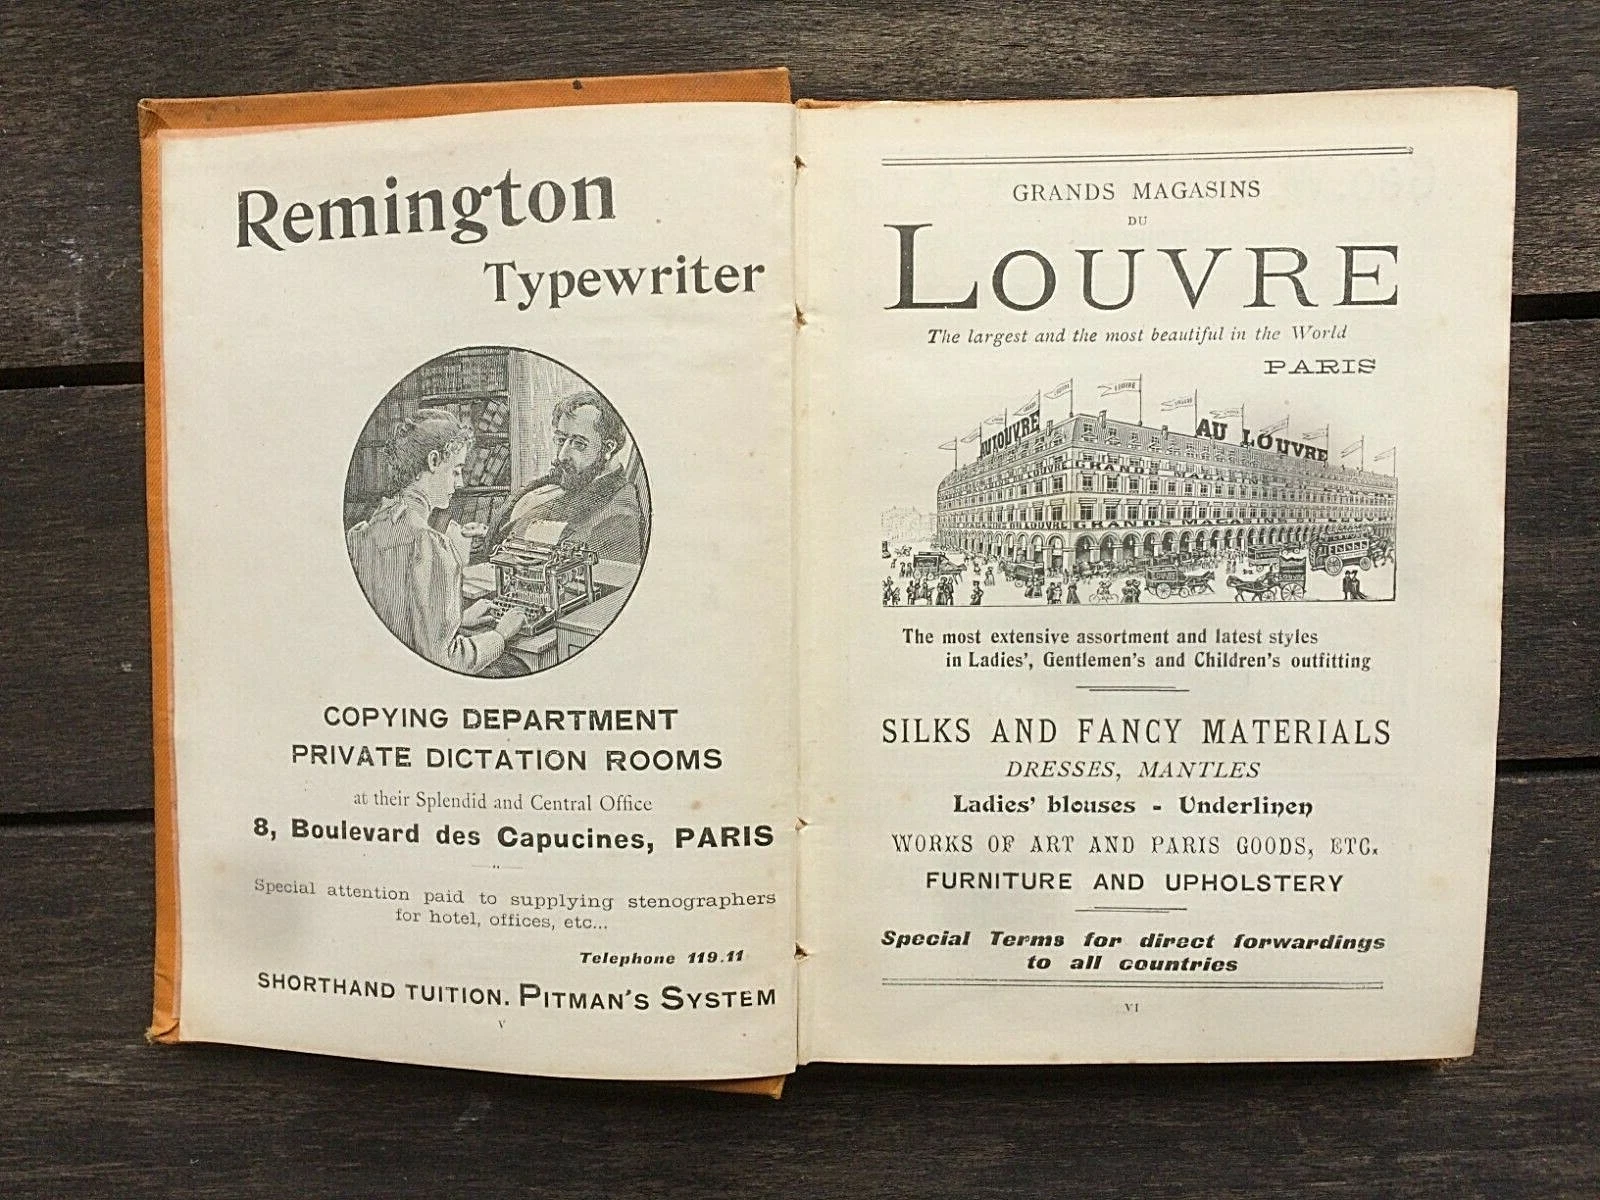 Remington
Typewriter
COPYING DEPARTMENT
PRIVATE DICTATION ROOMS
at their Splendid and Central Office
8, Boulevard des Capucines, PARIS
Special attention paid to supplying stenographers
for hotel, offices, etc...
Telephone 119.11
SHORTHAND TUITION. PITMAN'S SYSTEM
V
GRANDS MAGASINS
DU
LOUVRE
The largest and the most beautiful in the World
PARIS
AU LOUVRE
AU LOUVRE
The most extensive assortment and latest styles
in Ladies', Gentlemen's and Children's outfitting
SILKS AND FANCY MATERIALS
DRESSES, MANTLES
Ladies' blouses - Underlinen
WORKS OF ART AND PARIS GOODS, ETC.
FURNITURE AND UPHOLSTERY
Special Terms for direct forwardings
to all countries
VI